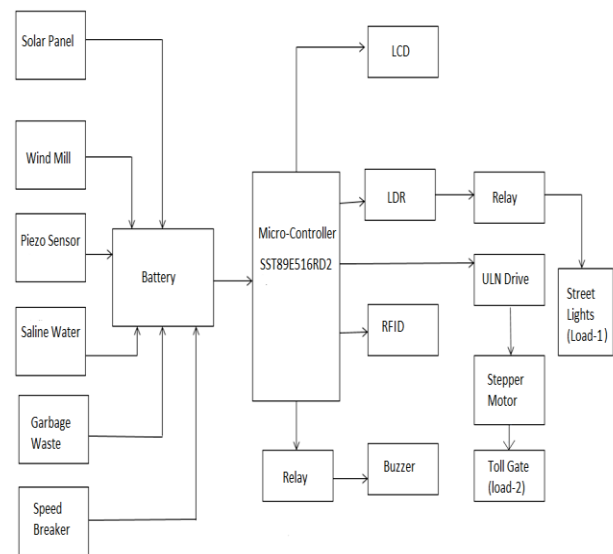 Solar Panel
LCD
Wind Mill
LDR
Relay
Micro-Controller
SST89E516RD2
Piezo Sensor
Battery
ULN Drive
Street
Lights
(Load-1)
Saline Water
RFID
Stepper
Motor
Garbage
Waste
Relay
Buzzer
Toll Gate
(load-2)
Speed
Breaker